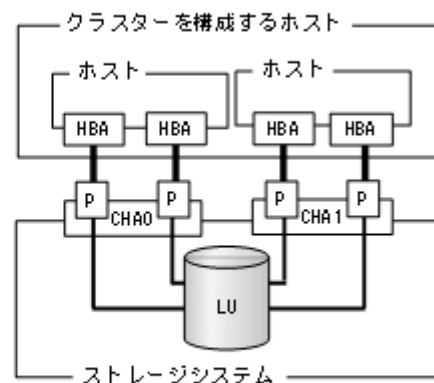 クラスターを構成するホスト
ホスト ホスト
HBA HBA HBA HBA
P P P P
CHA0 CHA1
LU
ストレージシステム